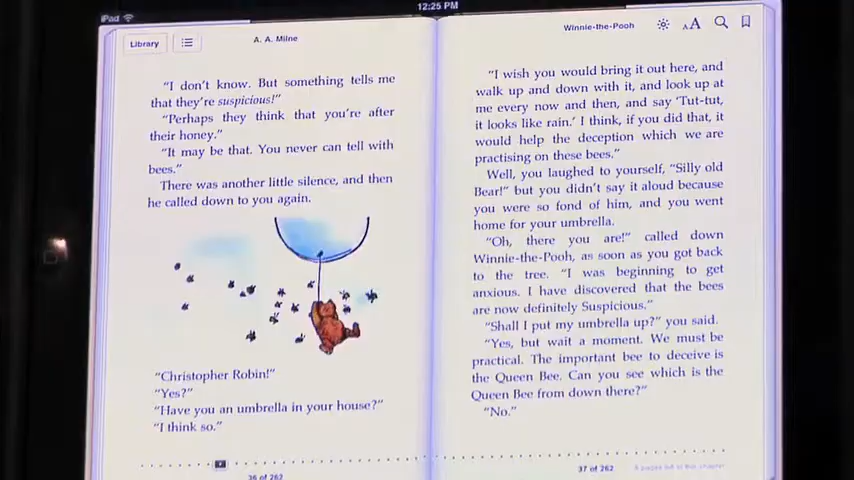 iPad
12:25 PM
Library
A. A. Milne
Winnie-the-Pooh
AA
“I don’t know. But something tells me
that they’re suspicious!”
“Perhaps they think that you’re after
their honey.”
“It may be that. You never can tell with
bees.”
There was another little silence, and then
he called down to you again.
“Christopher Robin!”
“Yes?”
“Have you an umbrella in your house?”
“I think so.”
36 of 262
“I wish you would bring it out here, and
walk up and down with it, and look up at
me every now and then, and say ‘Tut-tut,
it looks like rain.’ I think, if you did that, it
would help the deception which we are
practising on these bees.”
Well, you laughed to yourself, “Silly old
Bear!” but you didn’t say it aloud because
you were so fond of him, and you went
home for your umbrella.
“Oh, there you are!” called down
Winnie-the-Pooh, as soon as you got back
to the tree. “I was beginning to get
anxious. I have discovered that the bees
are now definitely Suspicious.”
“Shall I put my umbrella up?” you said.
“Yes, but wait a moment. We must be
practical. The important bee to deceive is
the Queen Bee. Can you see which is the
Queen Bee from down there?”
“No.”
37 of 262
pages left in this chapter